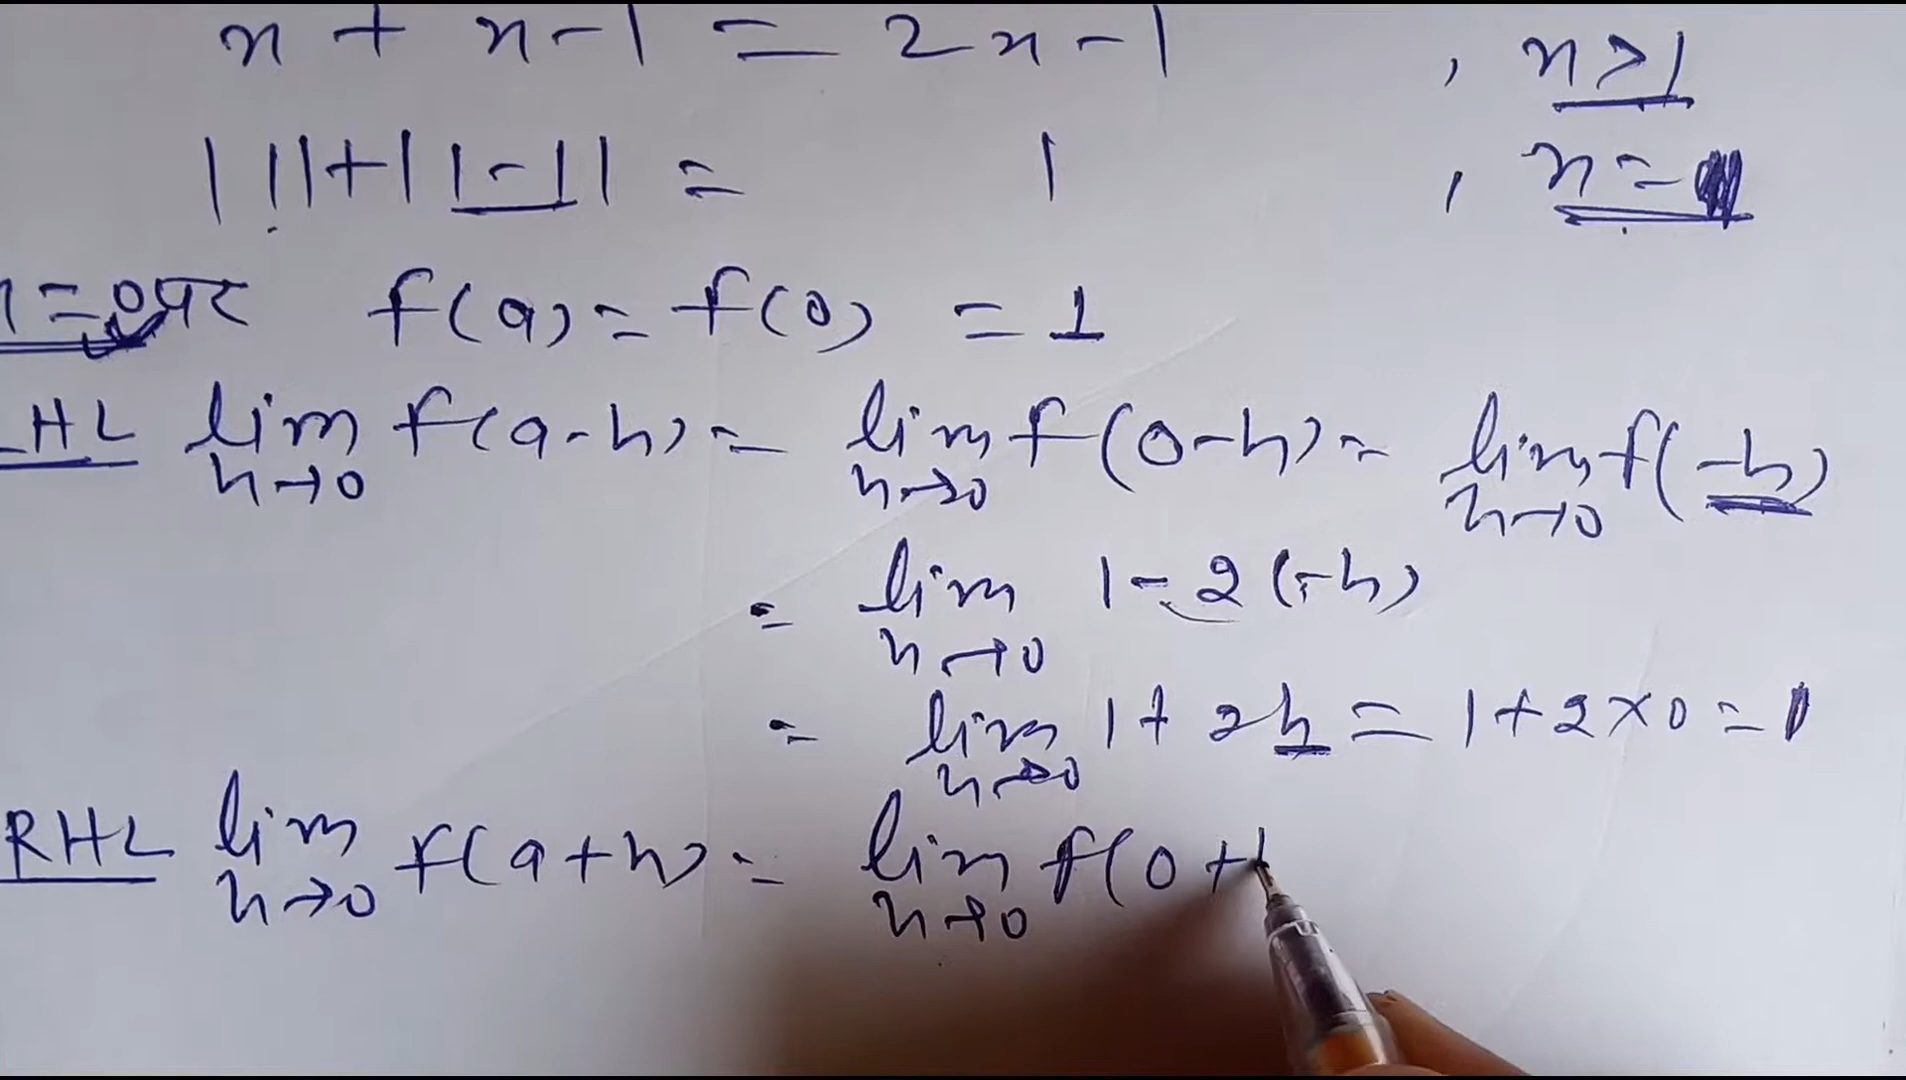 x + x - 1 = 2x - 1 , x > 1
|1| + |1 - 1| = 1 , x =
x = 0 पर f(a) = f(0) = 1
LHL lim h→0 f(a-h) = lim h→0 f(0-h) = lim h→0 f(-h)
= lim h→0 1 - 2(-h)
= lim h→0 1 + 2h = 1 + 2×0 = 1
RHL lim h→0 f(a+h) = lim h→0 f(0+